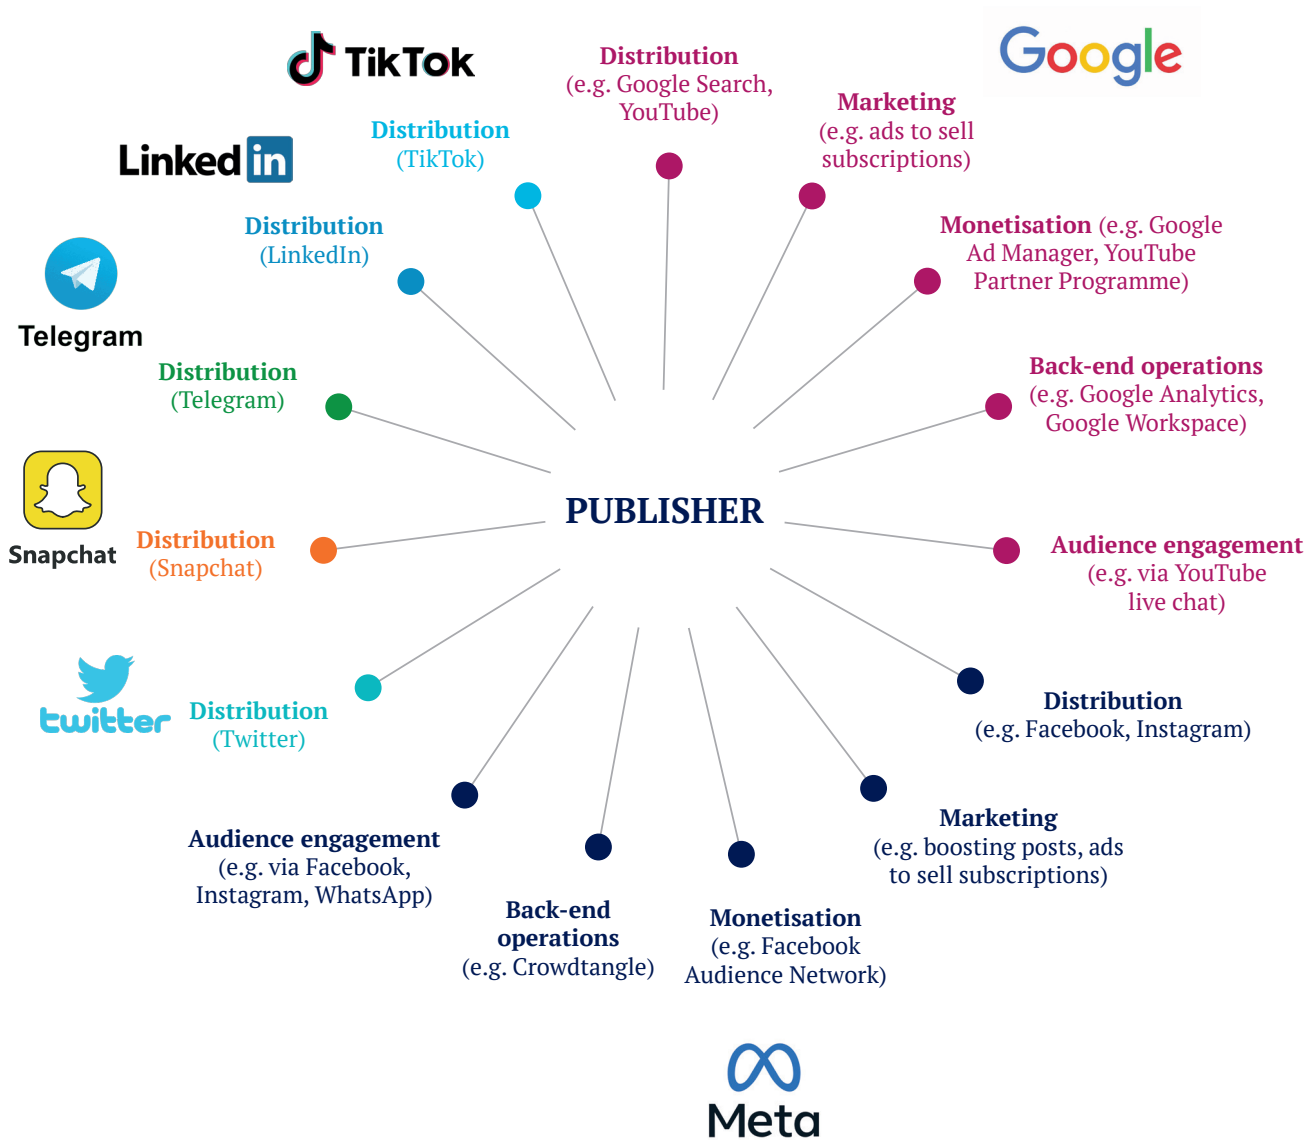 TikTok
Distribution
(e.g. Google Search,
YouTube)
Google
Marketing
(e.g. ads to sell
subscriptions)
Distribution
(TikTok)
Linkedin
Distribution
(LinkedIn)
Monetisation (e.g. Google
Ad Manager, YouTube
Partner Programme)
Telegram
Distribution
(Telegram)
Back-end operations
(e.g. Google Analytics,
Google Workspace)
PUBLISHER
Snapchat
Distribution
(Snapchat)
Audience engagement
(e.g. via YouTube
live chat)
twitter
Distribution
(Twitter)
Distribution
(e.g. Facebook, Instagram)
Audience engagement
(e.g. via Facebook,
Instagram, WhatsApp)
Marketing
(e.g. boosting posts, ads
to sell subscriptions)
Back-end
operations
(e.g. Crowdtangle)
Monetisation
(e.g. Facebook
Audience Network)
Meta